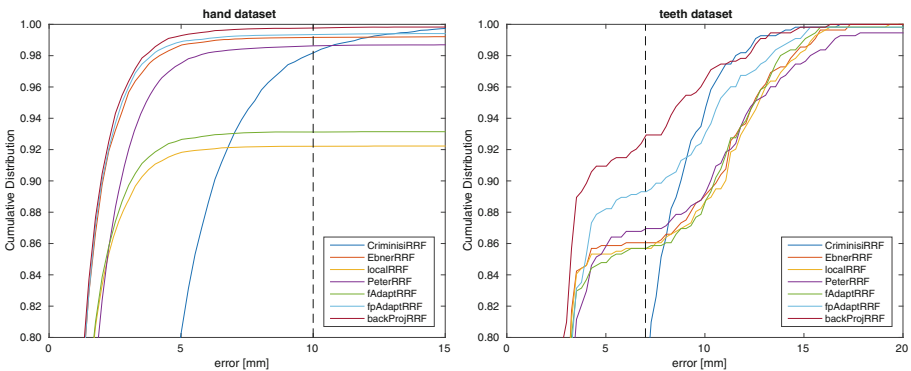 hand dataset
Cumulative Distribution
1.00
0.98
0.96
0.94
0.92
0.90
0.88
0.86
0.84
0.82
0.80
0
5
10
15
error [mm]
CriminisiRRF
EbnerRRF
localRRF
PeterRRF
fAdaptRRF
fpAdaptRRF
backProjRRF
teeth dataset
Cumulative Distribution
1.00
0.98
0.96
0.94
0.92
0.90
0.88
0.86
0.84
0.82
0.80
0
5
10
15
20
error [mm]
CriminisiRRF
EbnerRRF
localRRF
PeterRRF
fAdaptRRF
fpAdaptRRF
backProjRRF